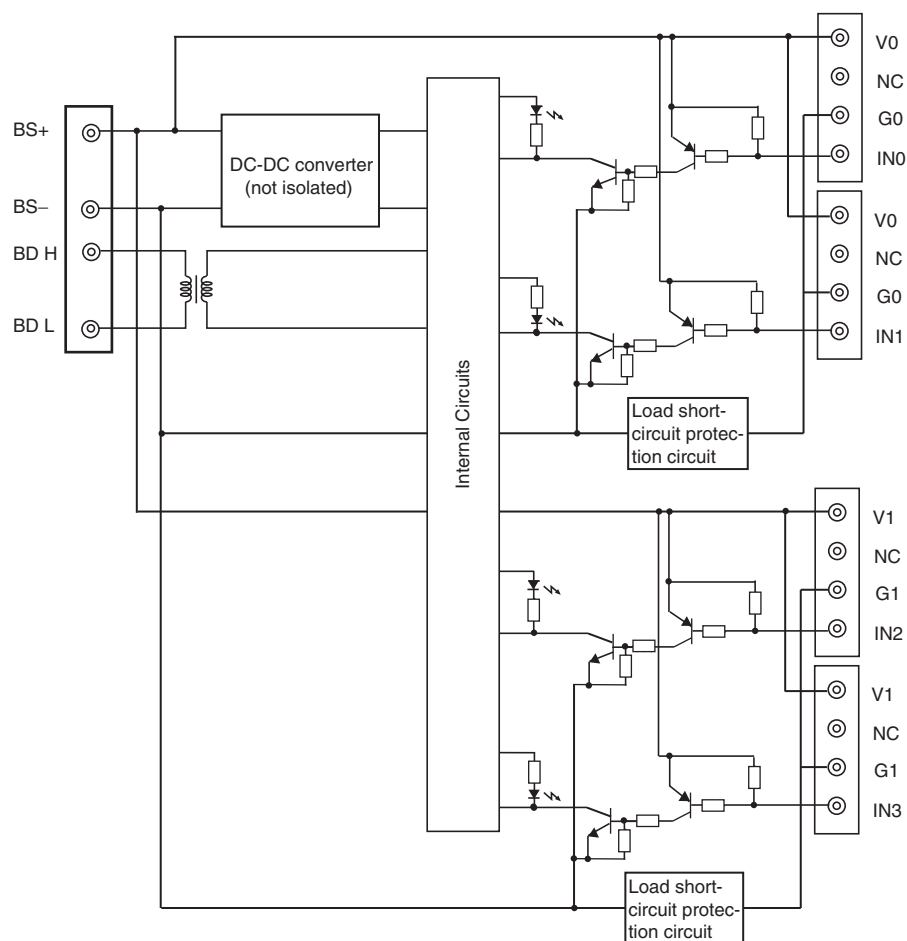 BS+
BS−
BD H
BD L
DC-DC converter
(not isolated)
Internal Circuits
V0
NC
G0
IN0
V0
NC
G0
IN1
Load short-
circuit protec-
tion circuit
V1
NC
G1
IN2
V1
NC
G1
IN3
Load short-
circuit protec-
tion circuit